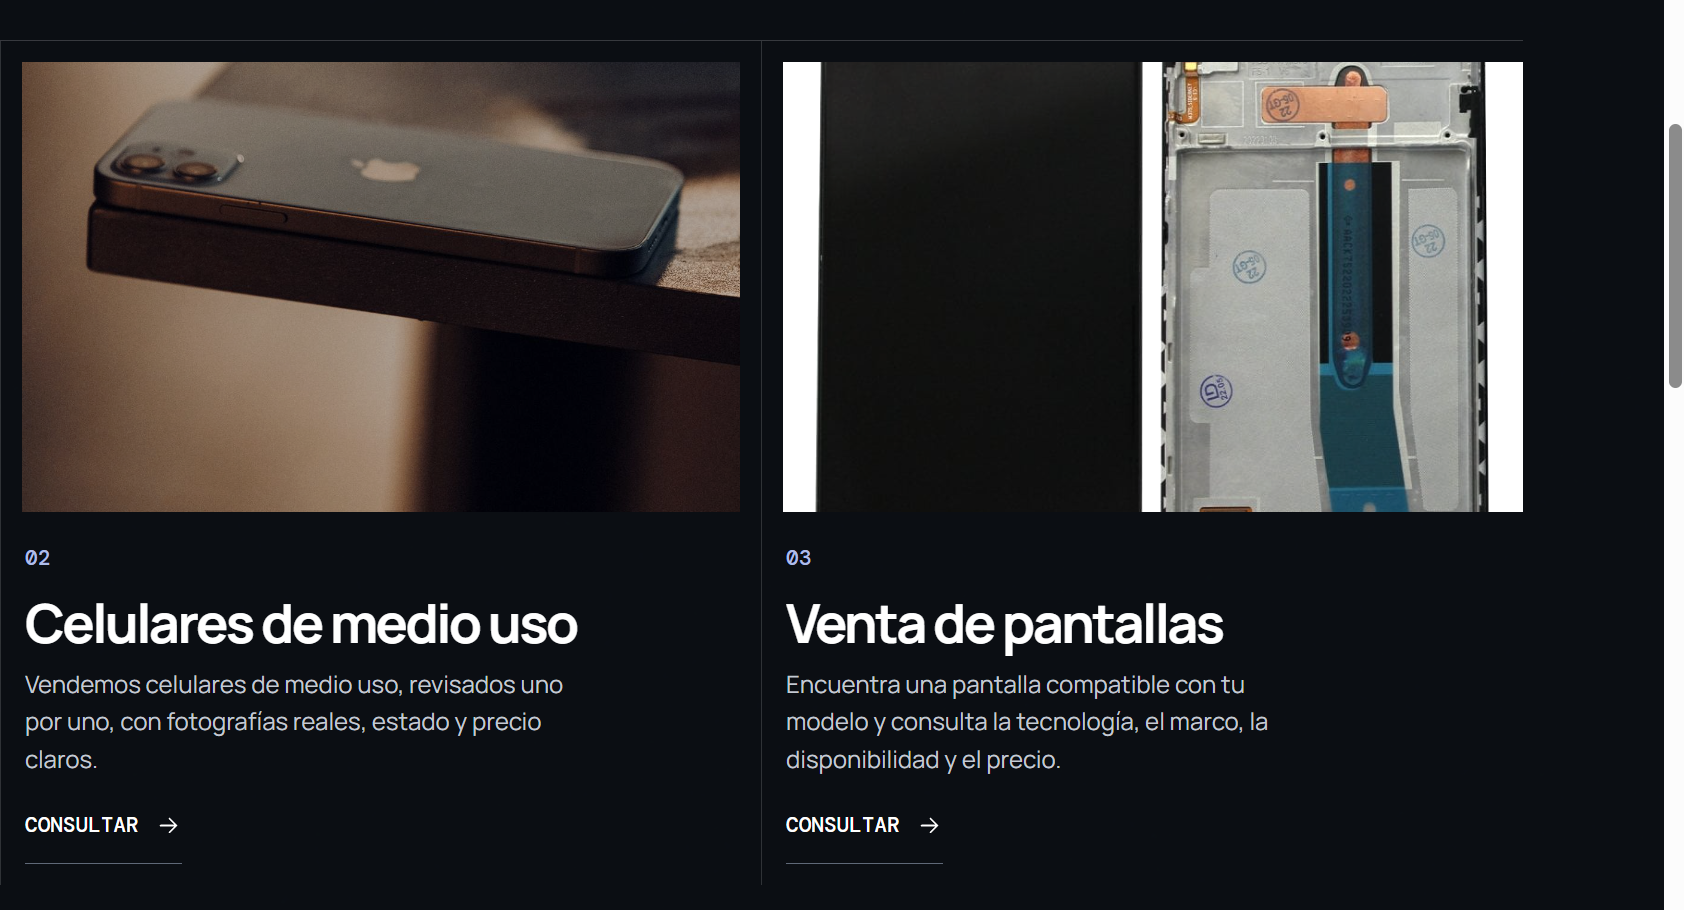 02
Celulares de medio uso
Vendemos celulares de medio uso, revisados uno
por uno, con fotografías reales, estado y precio
claros.
CONSULTAR →
03
Venta de pantallas
Encuentra una pantalla compatible con tu
modelo y consulta la tecnología, el marco, la
disponibilidad y el precio.
CONSULTAR →